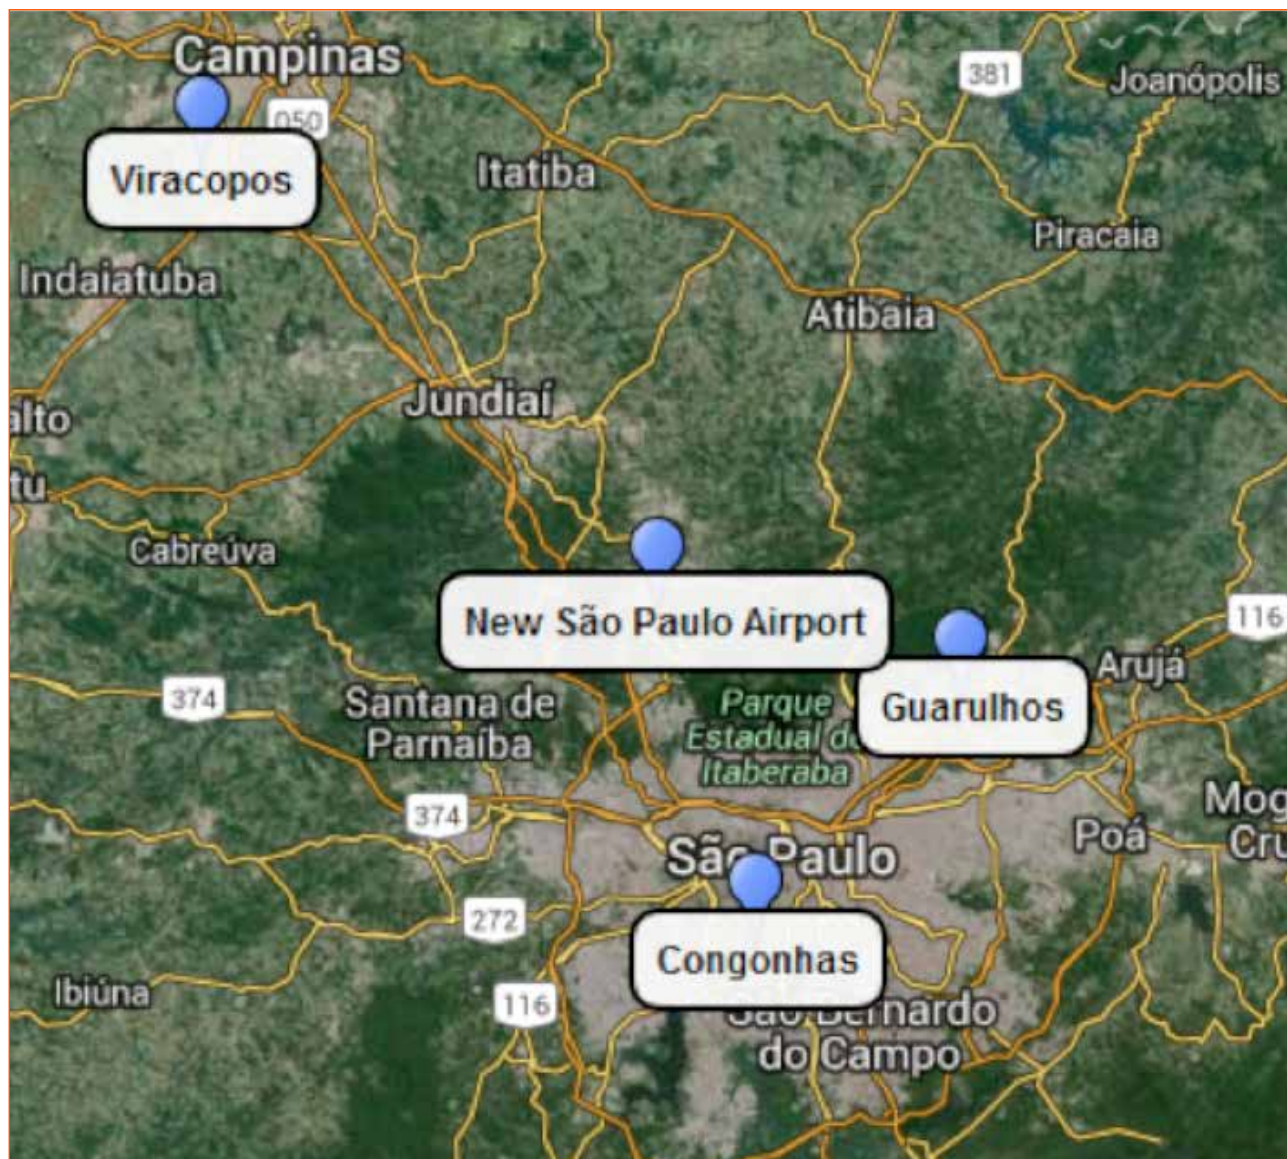 Campinas
381
Joanópolis
050
Viracopos
Itatiba
Piracaia
Indaiatuba
Atibaia
Jundiaí
alto
tu
Cabreúva
New São Paulo Airport
116
Arujá
374
Santana de
Parnaíba
Guarulhos
Parque
Estadual de
Itaberaba
374
Mog
Cru
Poá
São Paulo
272
Congonhas
Ibiúna
116
São Bernardo
do Campo